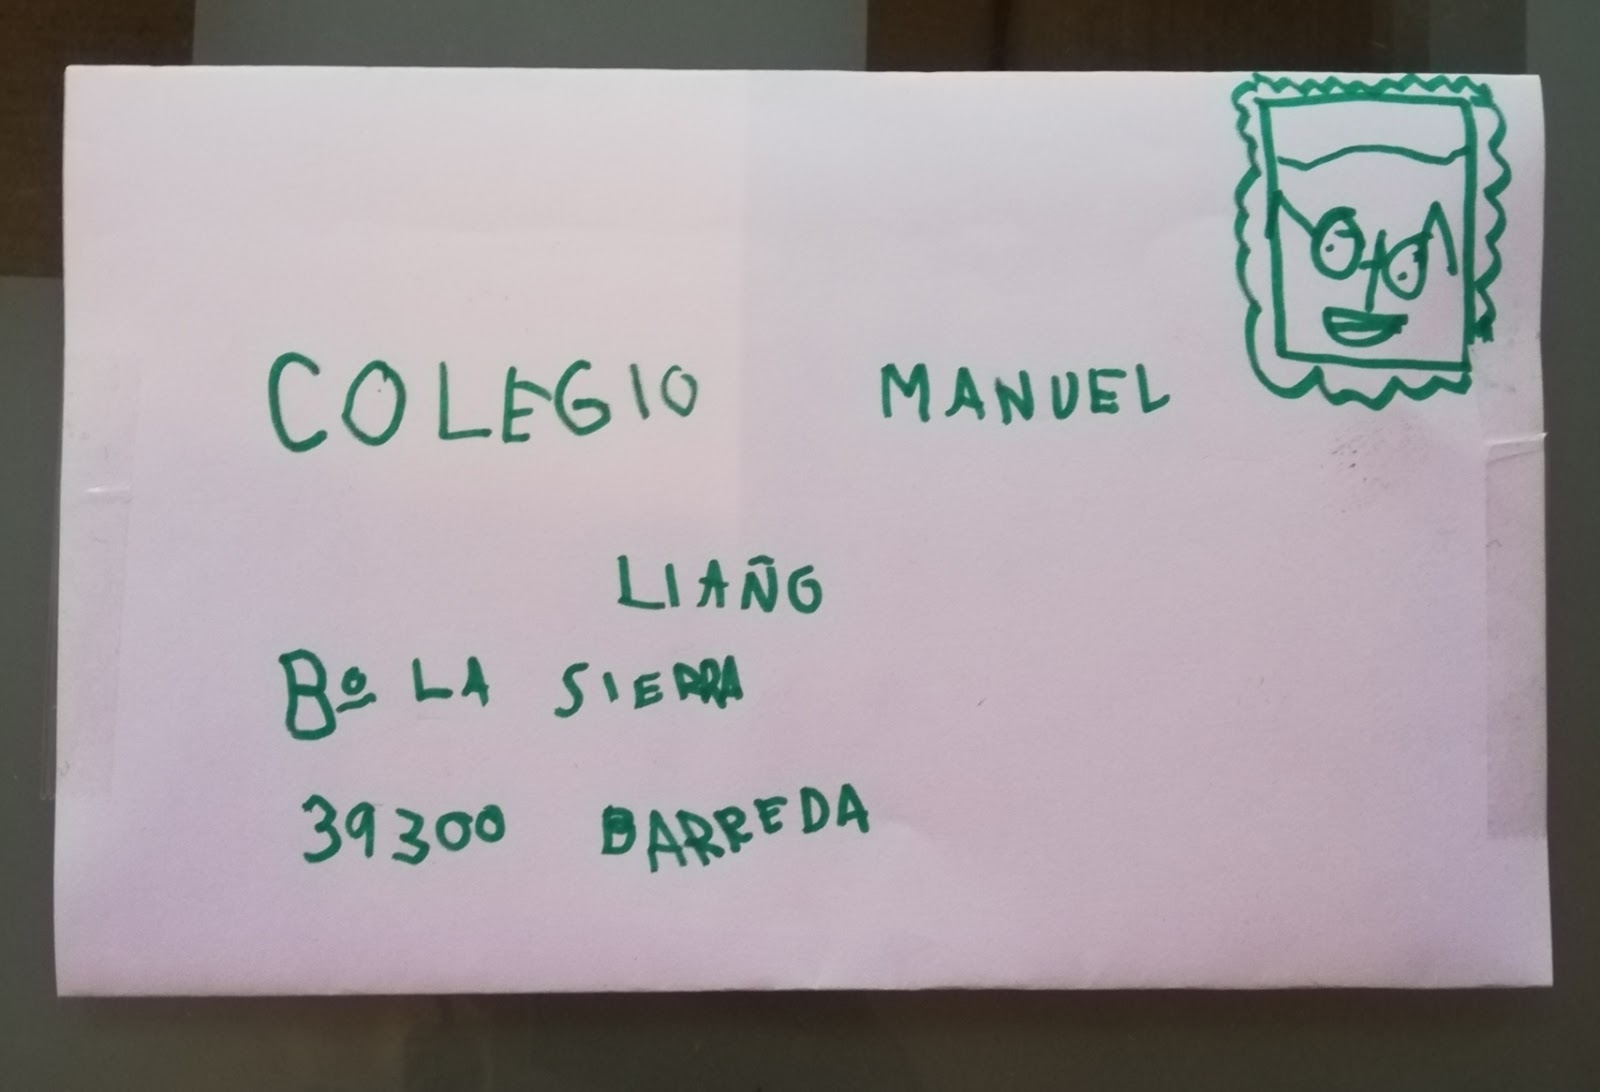 COLEGIO MANUEL
LIAÑO
Bº LA SIERRA
39300 BARREDA